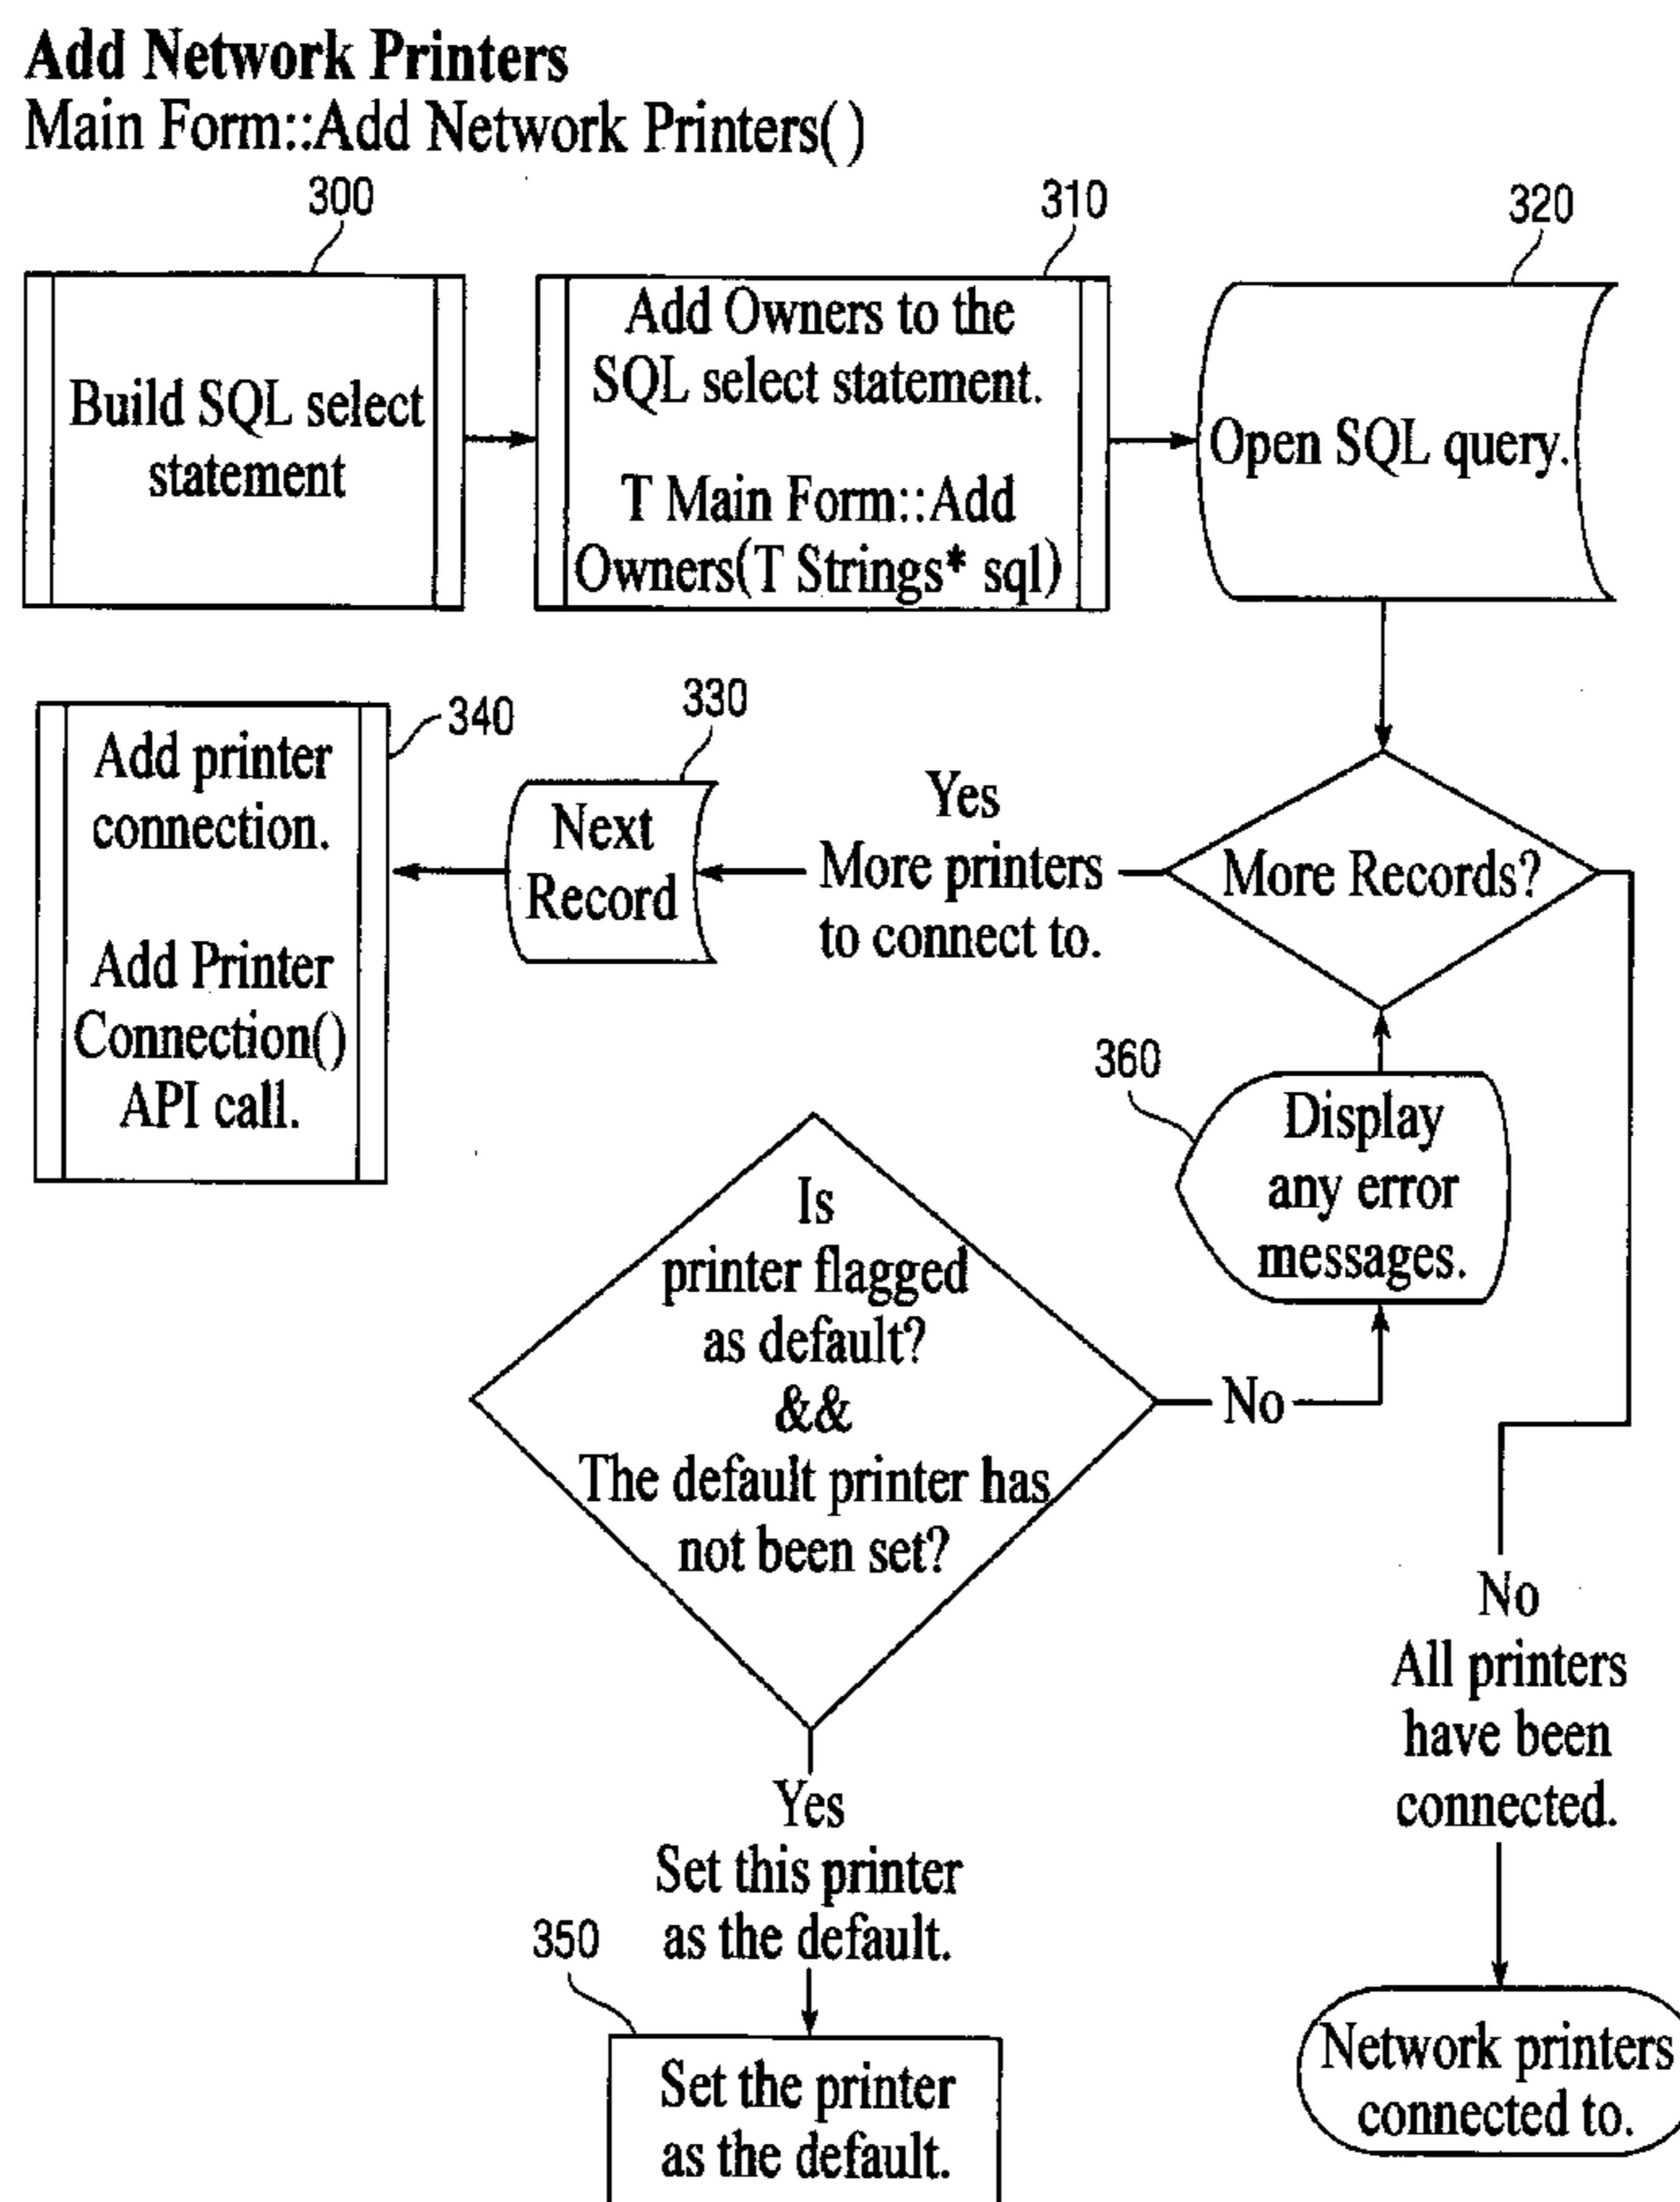 Add Network Printers
Main Form::Add Network Printers()
300
310
320
Build SQL select
statement
Add Owners to the
SQL select statement.
T Main Form::Add
Owners(T Strings* sql)
Open SQL query.
340
330
Add printer
connection.
Add Printer
Connection()
API call.
Next
Record
Yes
More printers
to connect to.
More Records?
360
Display
any error
messages.
Is
printer flagged
as default?
&&
The default printer has
not been set?
No
No
All printers
have been
connected.
Yes
Set this printer
as the default.
350
Set the printer
as the default.
Network printers
connected to.